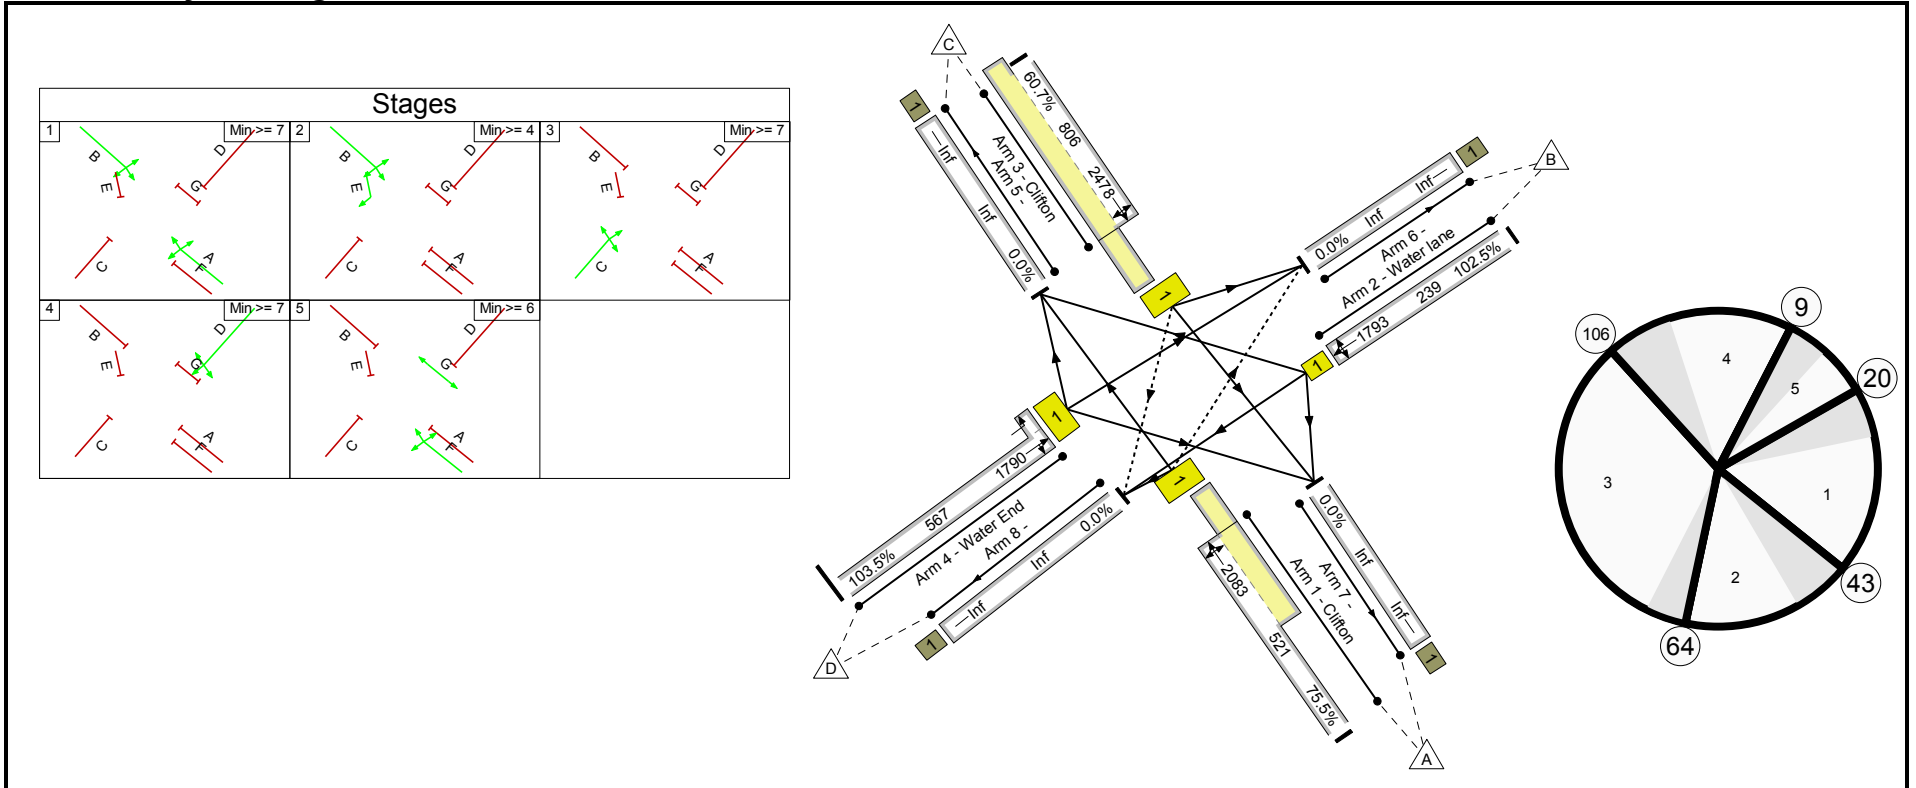 Stages
1
Min >= 7
B
D
E
G
A
F
C
2
Min >= 4
B
D
E
G
A
F
C
3
Min >= 7
B
D
E
G
A
F
C
4
Min >= 7
B
D
E
G
A
F
C
5
Min >= 6
B
D
E
G
A
F
C
C
1
Inf
Inf
0.0%
Arm 5 -
Arm 3 - Clifton
60.7%
806
2478
1
B
1
Inf
Inf
0.0%
Arm 6 -
Arm 2 - Water lane
102.5%
239
1793
1
1
1790
567
103.5%
Arm 4 - Water End
Arm 8 -
0.0%
Inf
Inf
1
D
1
2083
521
75.5%
Arm 1 - Clifton
Arm 7 -
0.0%
Inf
Inf
1
A
106
9
20
43
64
4
5
1
2
3